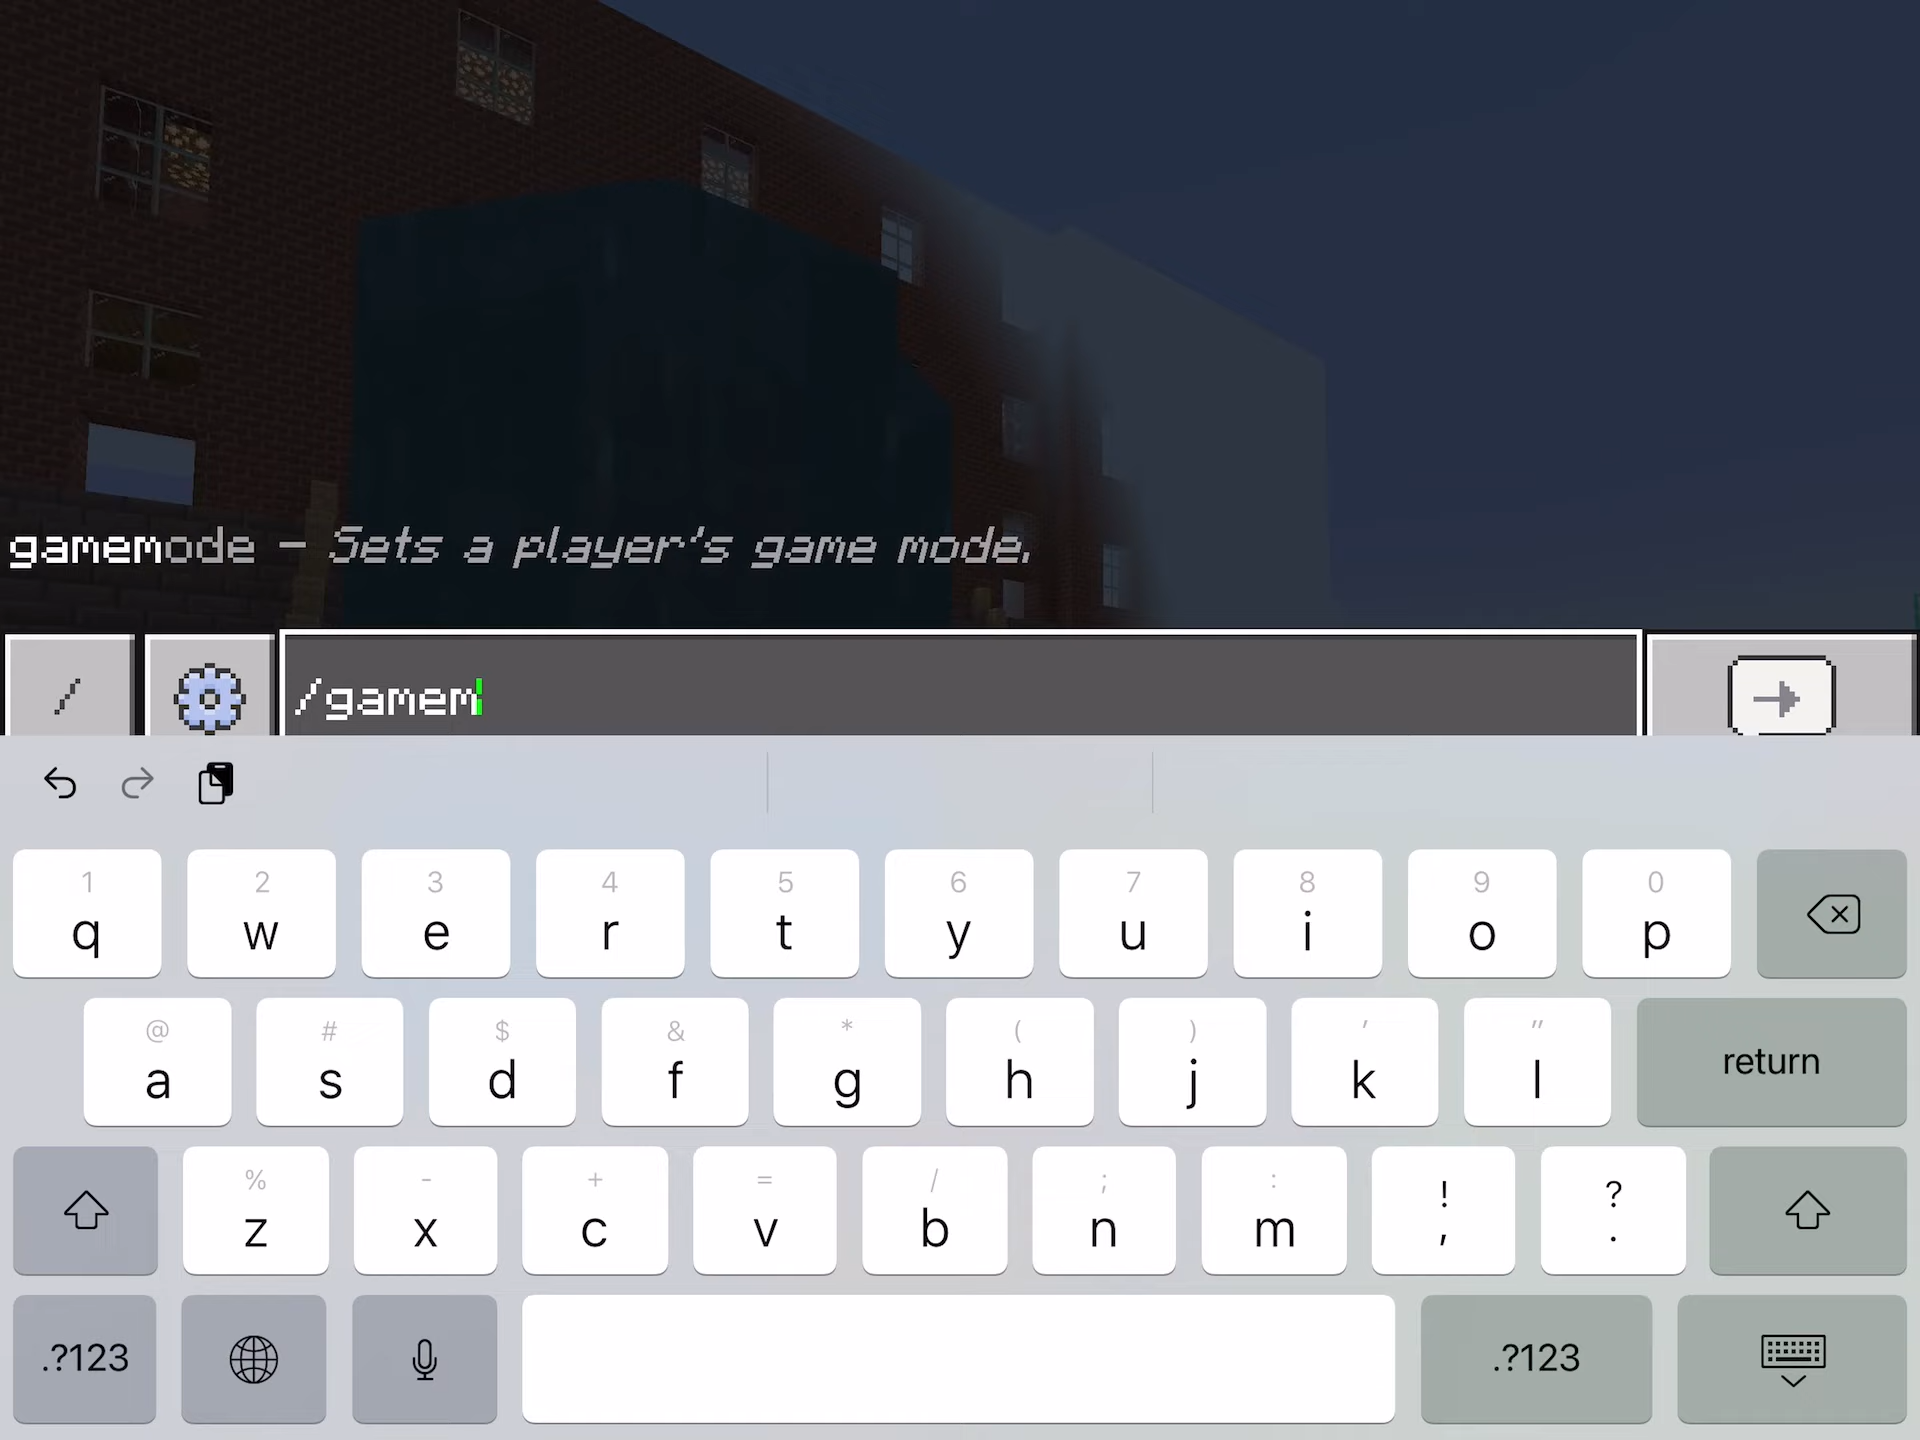 gamemode – Sets a player's game mode.
/
/gamem
1 2 3 4 5 6 7 8 9 0
q w e r t y u i o p
@ # $ & * ( ) ' "
a s d f g h j k l return
% - + = / ; : ! ?
z x c v b n m , .
.?123 .?123